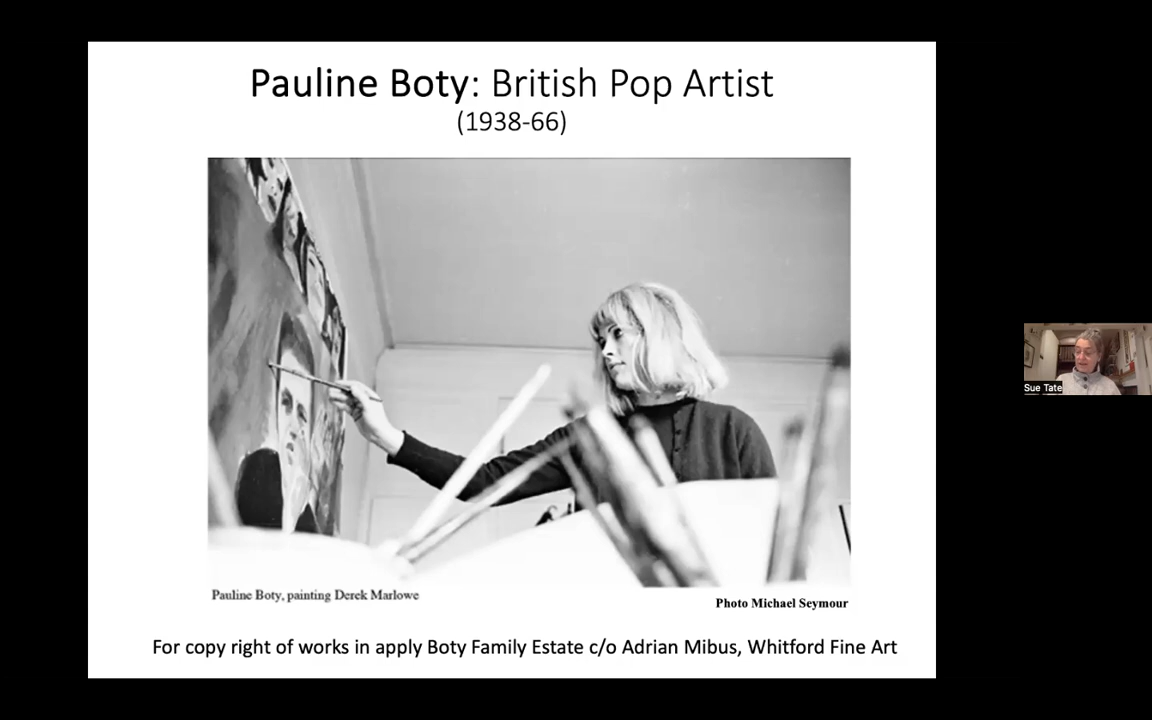 Pauline Boty: British Pop Artist
(1938-66)
Pauline Boty, painting Derek Marlowe
Photo Michael Seymour
For copy right of works in apply Boty Family Estate c/o Adrian Mibus, Whitford Fine Art
Sue Tate